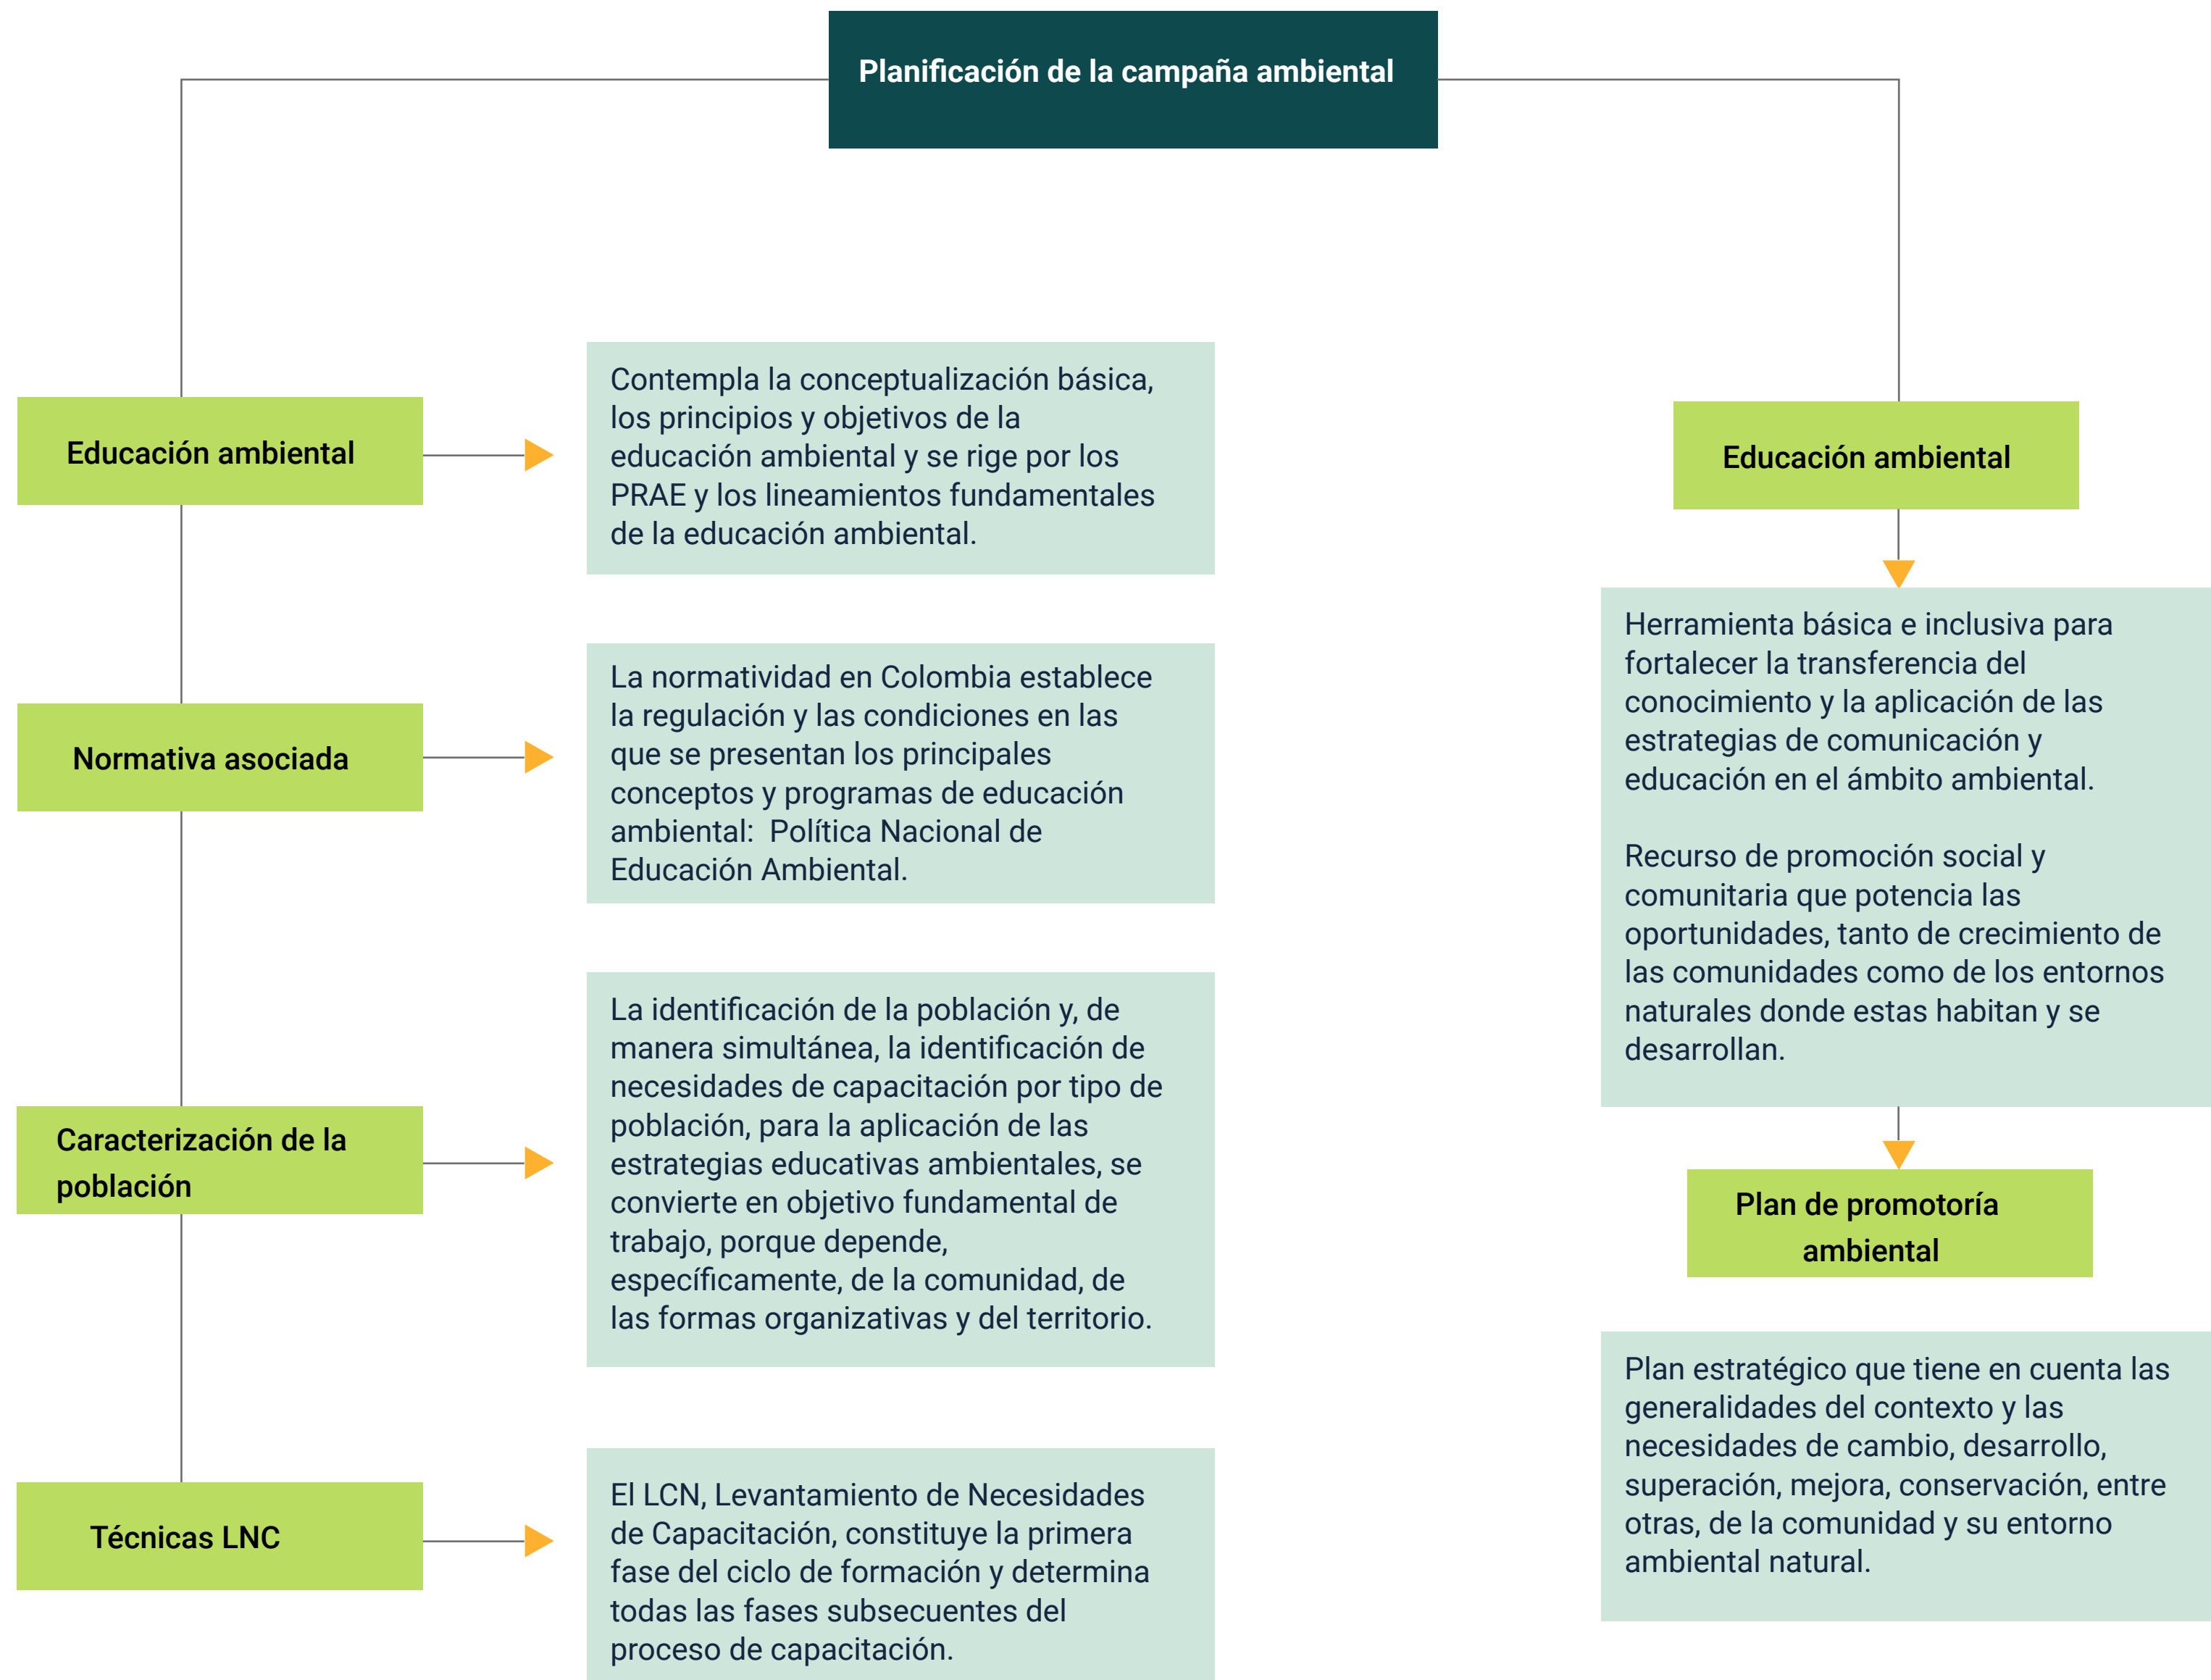 Planificación de la campaña ambiental
Educación ambiental
Contempla la conceptualización básica,
los principios y objetivos de la
educación ambiental y se rige por los
PRAE y los lineamientos fundamentales
de la educación ambiental.
Normativa asociada
La normatividad en Colombia establece
la regulación y las condiciones en las
que se presentan los principales
conceptos y programas de educación
ambiental:  Política Nacional de
Educación Ambiental.
Caracterización de la
población
La identificación de la población y, de
manera simultánea, la identificación de
necesidades de capacitación por tipo de
población, para la aplicación de las
estrategias educativas ambientales, se
convierte en objetivo fundamental de
trabajo, porque depende,
específicamente, de la comunidad, de
las formas organizativas y del territorio.
Técnicas LNC
El LCN, Levantamiento de Necesidades
de Capacitación, constituye la primera
fase del ciclo de formación y determina
todas las fases subsecuentes del
proceso de capacitación.
Educación ambiental
Herramienta básica e inclusiva para
fortalecer la transferencia del
conocimiento y la aplicación de las
estrategias de comunicación y
educación en el ámbito ambiental.
Recurso de promoción social y
comunitaria que potencia las
oportunidades, tanto de crecimiento de
las comunidades como de los entornos
naturales donde estas habitan y se
desarrollan.
Plan de promotoría
ambiental
Plan estratégico que tiene en cuenta las
generalidades del contexto y las
necesidades de cambio, desarrollo,
superación, mejora, conservación, entre
otras, de la comunidad y su entorno
ambiental natural.